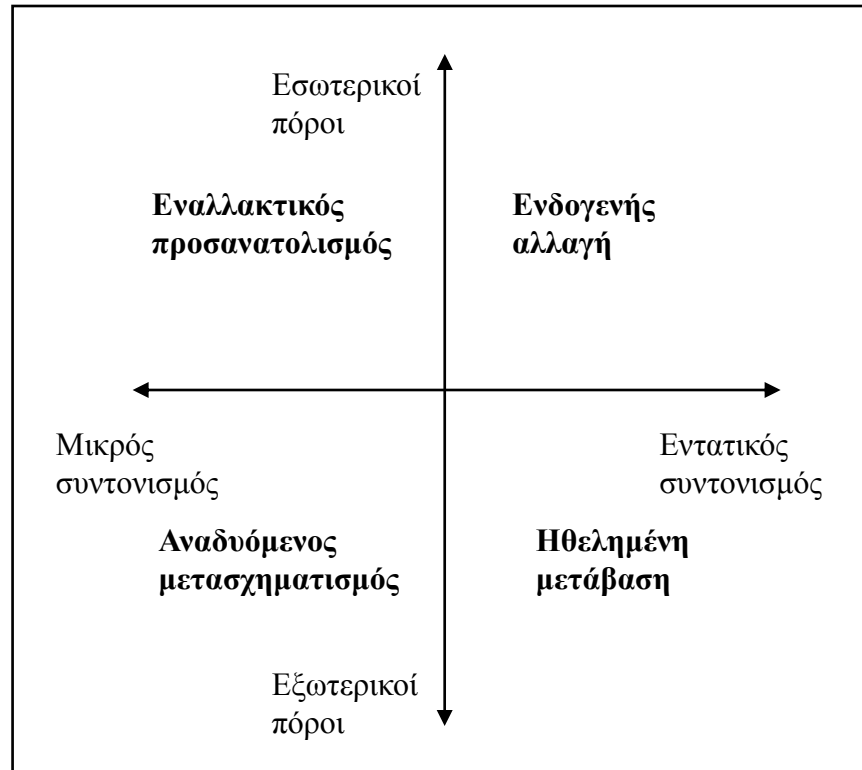 Εσωτερικοί
πόροι
Εναλλακτικός
προσανατολισμός
Ενδογενής
αλλαγή
Μικρός
συντονισμός
Εντατικός
συντονισμός
Αναδυόμενος
μετασχηματισμός
Ηθελημένη
μετάβαση
Εξωτερικοί
πόροι